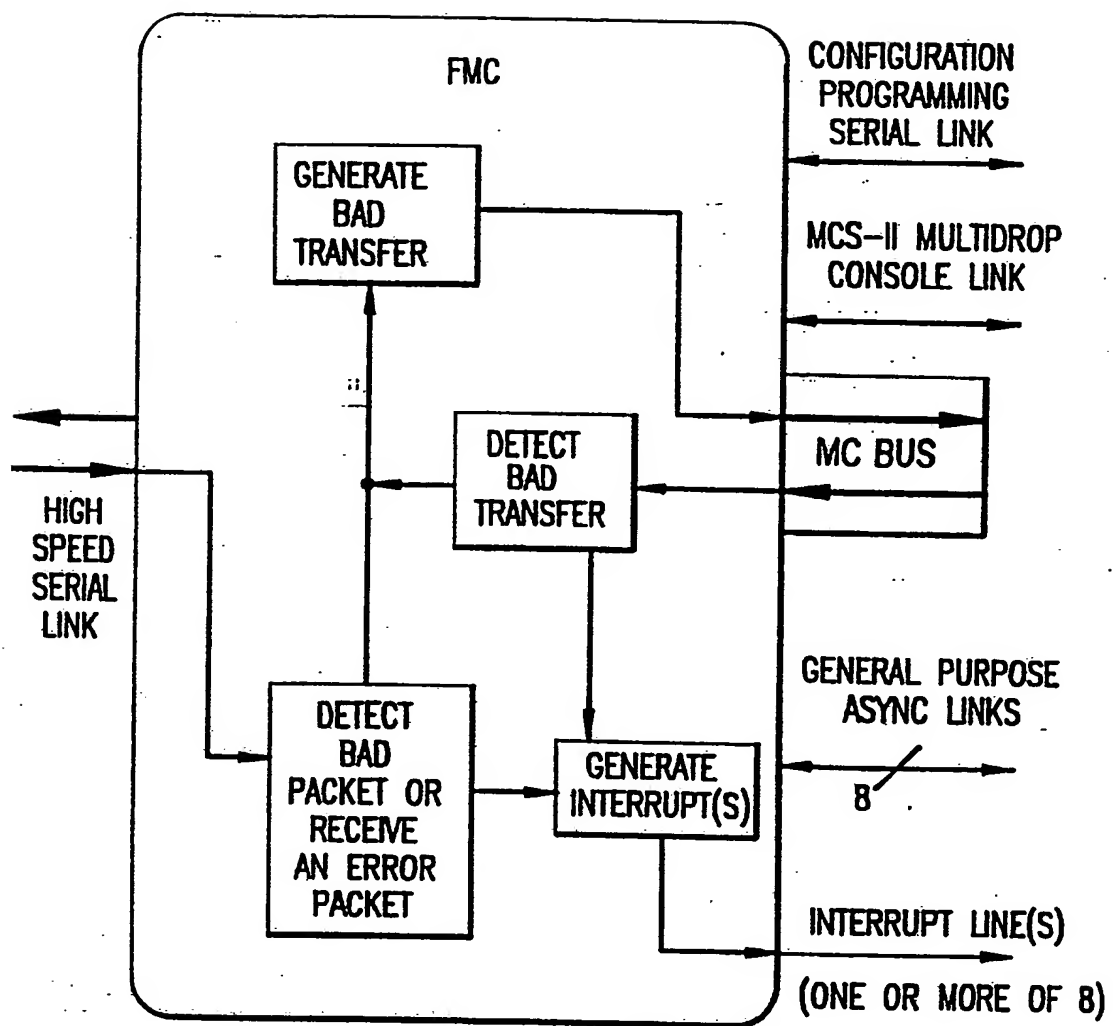 FMC
CONFIGURATION
PROGRAMMING
SERIAL LINK
GENERATE
BAD
TRANSFER
MCS-II MULTIDROP
CONSOLE LINK
DETECT
BAD
TRANSFER
MC BUS
HIGH
SPEED
SERIAL
LINK
DETECT
BAD
PACKET OR
RECEIVE
AN ERROR
PACKET
GENERATE
INTERRUPT(S)
GENERAL PURPOSE
ASYNC LINKS
8
INTERRUPT LINE(S)
(ONE OR MORE OF 8)